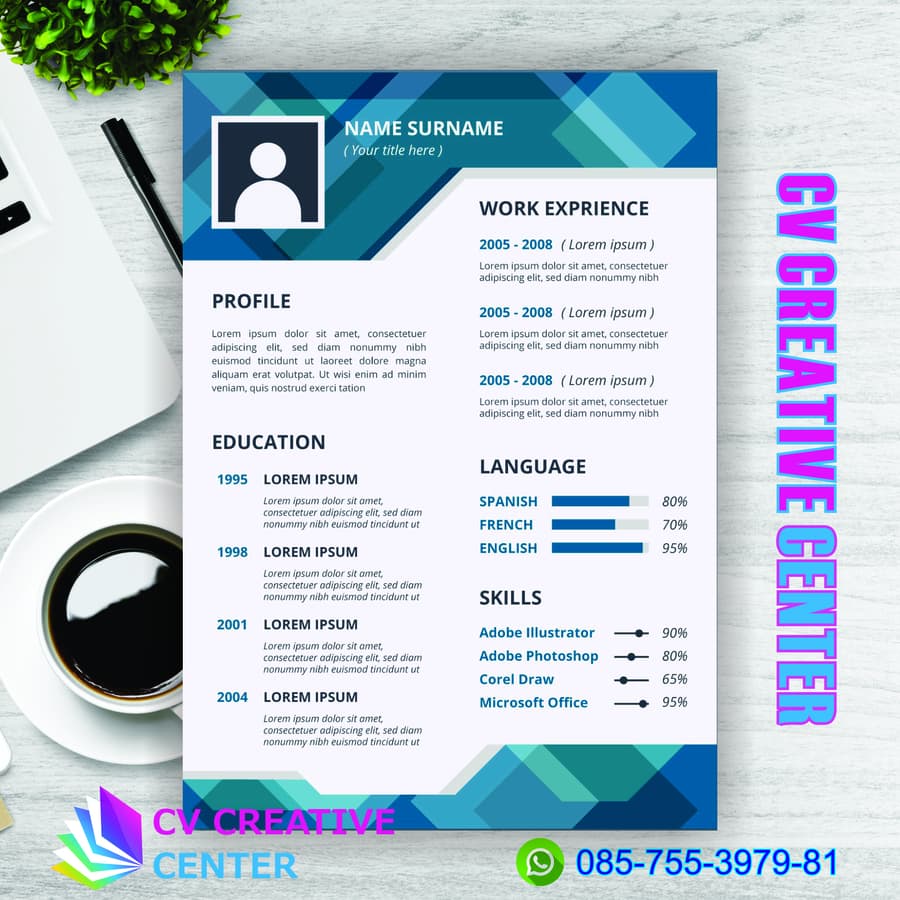 NAME SURNAME
( Your title here )
PROFILE
Lorem ipsum dolor sit amet, consectetuer
adipiscing elit, sed diam nonummy nibh
euismod tincidunt ut laoreet dolore magna
aliquam erat volutpat. Ut wisi enim ad minim
veniam, quis nostrud exerci tation
EDUCATION
1995 LOREM IPSUM
Lorem ipsum dolor sit amet,
consectetuer adipiscing elit, sed diam
nonummy nibh euismod tincidunt ut
1998 LOREM IPSUM
Lorem ipsum dolor sit amet,
consectetuer adipiscing elit, sed diam
nonummy nibh euismod tincidunt ut
2001 LOREM IPSUM
Lorem ipsum dolor sit amet,
consectetuer adipiscing elit, sed diam
nonummy nibh euismod tincidunt ut
2004 LOREM IPSUM
Lorem ipsum dolor sit amet,
consectetuer adipiscing elit, sed diam
nonummy nibh euismod tincidunt ut
WORK EXPRIENCE
2005 - 2008 ( Lorem ipsum )
Lorem ipsum dolor sit amet, consectetuer
adipiscing elit, sed diam nonummy nibh
2005 - 2008 ( Lorem ipsum )
Lorem ipsum dolor sit amet, consectetuer
adipiscing elit, sed diam nonummy nibh
2005 - 2008 ( Lorem ipsum )
Lorem ipsum dolor sit amet, consectetuer
adipiscing elit, sed diam nonummy nibh
LANGUAGE
SPANISH 80%
FRENCH 70%
ENGLISH 95%
SKILLS
Adobe Illustrator 90%
Adobe Photoshop 80%
Corel Draw 65%
Microsoft Office 95%
CV CREATIVE CENTER
CV CREATIVE
CENTER
085-755-3979-81